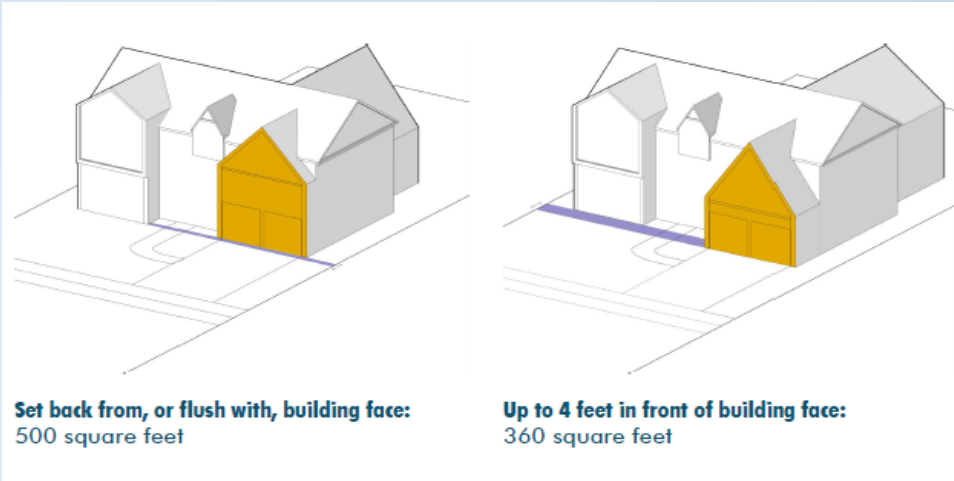 Set back from, or flush with, building face:
500 square feet
Up to 4 feet in front of building face:
360 square feet